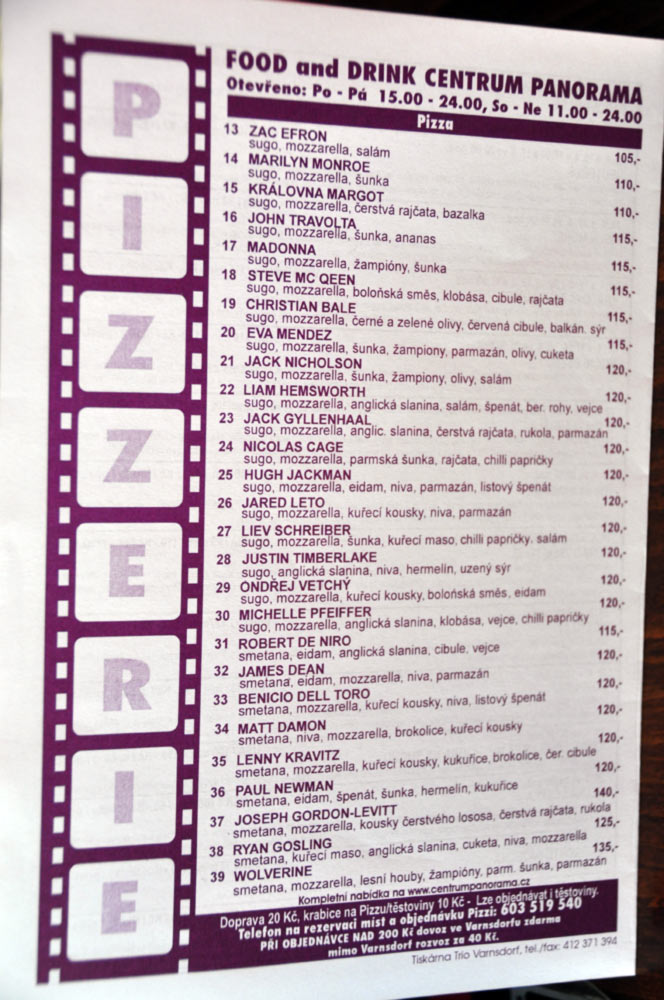 PIZZERIE
FOOD and DRINK CENTRUM PANORAMA
Otevřeno: Po - Pá 15.00 - 24.00, So - Ne 11.00 - 24.00
Pizza
13 ZAC EFRON
sugo, mozzarella, salám 105,-
14 MARILYN MONROE
sugo, mozzarella, šunka 110,-
15 KRÁLOVNA MARGOT
sugo, mozzarella, čerstvá rajčata, bazalka 110,-
16 JOHN TRAVOLTA
sugo, mozzarella, šunka, ananas 115,-
17 MADONNA
sugo, mozzarella, žampióny, šunka 115,-
18 STEVE MC QEEN
sugo, mozzarella, boloňská směs, klobása, cibule, rajčata 115,-
19 CHRISTIAN BALE
sugo, mozzarella, černé a zelené olivy, červená cibule, balkán. sýr 115,-
20 EVA MENDEZ
sugo, mozzarella, šunka, žampiony, parmazán, olivy, cuketa 115,-
21 JACK NICHOLSON
sugo, mozzarella, šunka, žampiony, olivy, salám 120,-
22 LIAM HEMSWORTH
sugo, mozzarella, anglická slanina, salám, špenát, ber. rohy, vejce 120,-
23 JACK GYLLENHAAL
sugo, mozzarella, anglic. slanina, čerstvá rajčata, rukola, parmazán 120,-
24 NICOLAS CAGE
sugo, mozzarella, parmská šunka, rajčata, chilli papričky 120,-
25 HUGH JACKMAN
sugo, mozzarella, eidam, niva, parmazán, listový špenát 120,-
26 JARED LETO
sugo, mozzarella, kuřecí kousky, niva, parmazán 120,-
27 LIEV SCHREIBER
sugo, mozzarella, šunka, kuřecí maso, chilli papričky, salám 120,-
28 JUSTIN TIMBERLAKE
sugo, anglická slanina, niva, hermelín, uzený sýr 120,-
29 ONDŘEJ VETCHÝ
sugo, mozzarella, kuřecí kousky, boloňská směs, eidam 120,-
30 MICHELLE PFEIFFER
sugo, mozzarella, anglická slanina, klobása, vejce, chilli papričky 120,-
31 ROBERT DE NIRO
smetana, eidam, anglická slanina, cibule, vejce 115,-
32 JAMES DEAN
smetana, eidam, mozzarella, niva, parmazán 120,-
33 BENICIO DELL TORO
smetana, mozzarella, kuřecí kousky, niva, listový špenát 120,-
34 MATT DAMON
smetana, niva, mozzarella, brokolice, kuřecí kousky 120,-
35 LENNY KRAVITZ
smetana, mozzarella, kuřecí kousky, kukuřice, brokolice, čer. cibule 120,-
36 PAUL NEWMAN
smetana, eidam, špenát, šunka, hermelín, kukuřice 120,-
37 JOSEPH GORDON-LEVITT
smetana, mozzarella, kousky čerstvého lososa, čerstvá rajčata, rukola 140,-
38 RYAN GOSLING
smetana, kuřecí maso, anglická slanina, cuketa, niva, mozzarella 125,-
39 WOLVERINE
smetana, mozzarella, lesní houby, žampióny, parm. šunka, parmazán 135,-
Kompletní nabídka na www.centrumpanorama.cz
Doprava 20 Kč, krabice na Pizzu/těstoviny 10 Kč - Lze objednávat i těstoviny.
Telefon na rezervaci míst a objednávku Pizzi: 603 519 540
PŘI OBJEDNÁVCE NAD 200 Kč dovoz ve Varnsdorfu zdarma
mimo Varnsdorf rozvoz za 40 Kč.
Tiskárna Trio Varnsdorf, tel./fax: 412 371 394